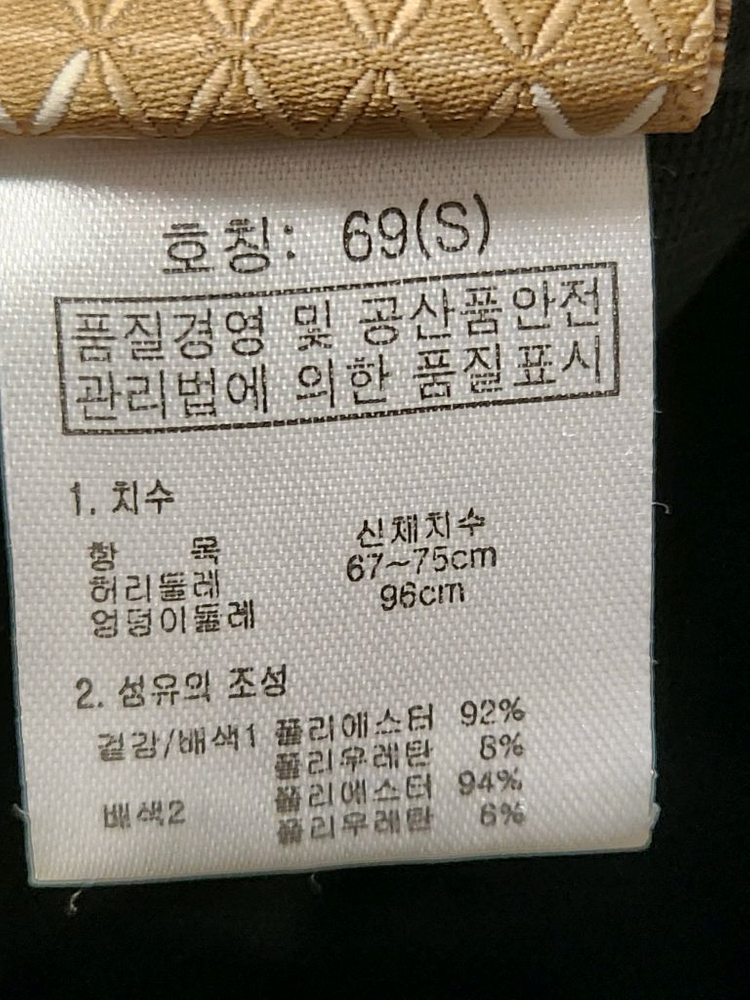 호칭: 69(S)
품질경영 및 공산품안전
관리법에 의한 품질표시
1. 치수
항 목 신체치수
허리둘레 67~75cm
엉덩이둘레 96cm
2. 섬유의 조성
겉감/배색1 폴리에스터 92%
폴리우레탄 8%
배색2 폴리에스터 94%
폴리우레탄 6%